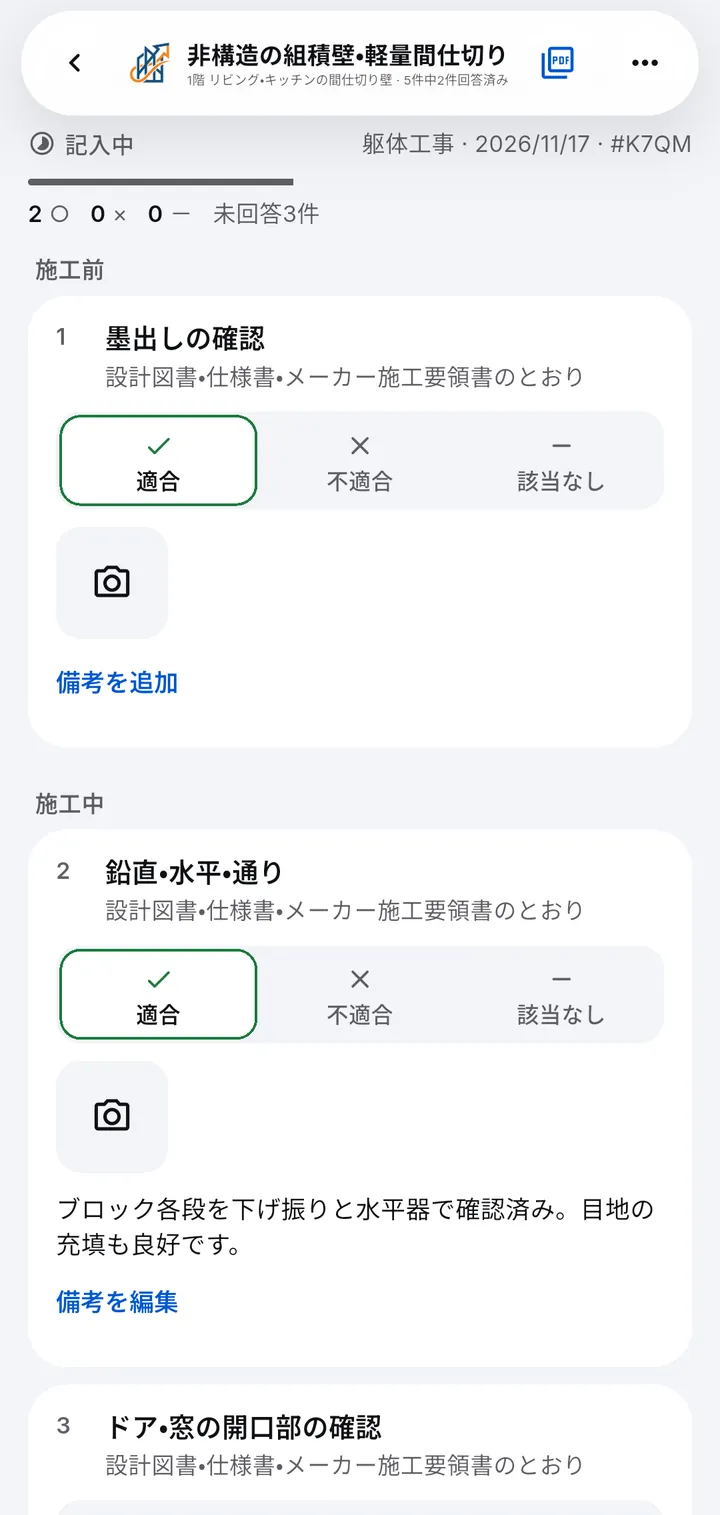 非構造の組積壁・軽量間仕切り
1階 リビング・キッチンの間仕切り壁 · 5件中2件回答済み
PDF
記入中
躯体工事 · 2026/11/17 · #K7QM
2 ○ 0 × 0 — 未回答3件
施工前
1 墨出しの確認
設計図書・仕様書・メーカー施工要領書のとおり
適合 不適合 該当なし
備考を追加
施工中
2 鉛直・水平・通り
設計図書・仕様書・メーカー施工要領書のとおり
適合 不適合 該当なし
ブロック各段を下げ振りと水平器で確認済み。目地の
充填も良好です。
備考を編集
3 ドア・窓の開口部の確認
設計図書・仕様書・メーカー施工要領書のとおり